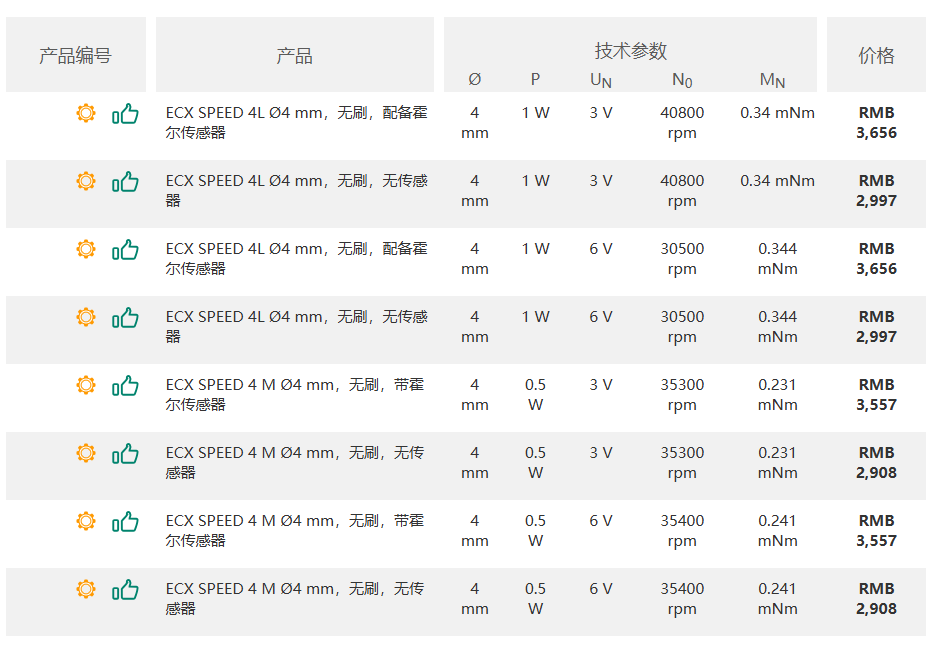 产品编号
产品
技术参数
价格
Ø P UN N0 MN
ECX SPEED 4L Ø4 mm，无刷，配备霍 4 1 W 3 V 40800 0.34 mNm RMB
尔传感器 mm rpm 3,656
ECX SPEED 4L Ø4 mm，无刷，无传感 4 1 W 3 V 40800 0.34 mNm RMB
器 mm rpm 2,997
ECX SPEED 4L Ø4 mm，无刷，配备霍 4 1 W 6 V 30500 0.344 RMB
尔传感器 mm rpm mNm 3,656
ECX SPEED 4L Ø4 mm，无刷，无传感 4 1 W 6 V 30500 0.344 RMB
器 mm rpm mNm 2,997
ECX SPEED 4 M Ø4 mm，无刷，带霍 4 0.5 3 V 35300 0.231 RMB
尔传感器 mm W rpm mNm 3,557
ECX SPEED 4 M Ø4 mm，无刷，无传 4 0.5 3 V 35300 0.231 RMB
感器 mm W rpm mNm 2,908
ECX SPEED 4 M Ø4 mm，无刷，带霍 4 0.5 6 V 35400 0.241 RMB
尔传感器 mm W rpm mNm 3,557
ECX SPEED 4 M Ø4 mm，无刷，无传 4 0.5 6 V 35400 0.241 RMB
感器 mm W rpm mNm 2,908